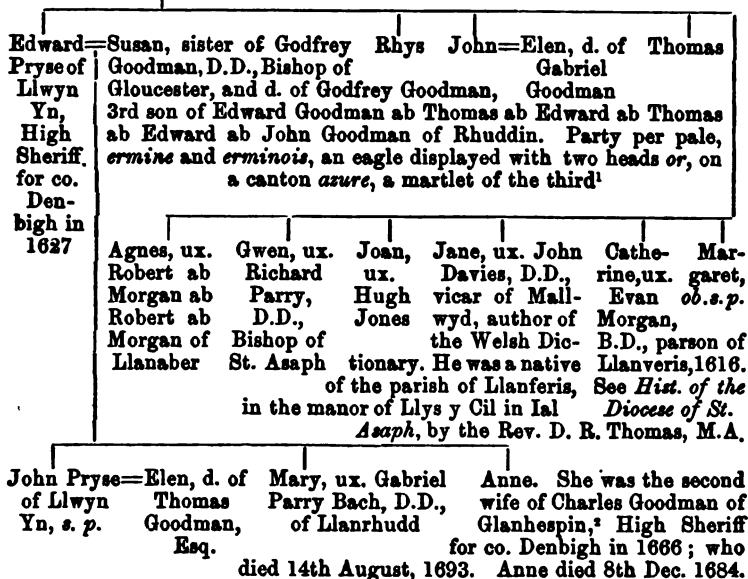 Edward=Susan, sister of Godfrey Rhys John=Elen, d. of Thomas
Pryse of Goodman, D.D., Bishop of Gabriel
Llwyn Gloucester, and d. of Godfrey Goodman, Goodman
Yn, 3rd son of Edward Goodman ab Thomas ab Edward ab Thomas
High ab Edward ab John Goodman of Rhuddin. Party per pale,
Sheriff ermine and erminois, an eagle displayed with two heads or, on
for co. a canton azure, a martlet of the third¹
Den-
bigh in
1627
Agnes, ux. Gwen, ux. Joan, Jane, ux. John Cathe- Mar-
Robert ab Richard ux. Davies, D.D., rine, ux. garet,
Morgan ab Parry, Hugh vicar of Mall- Evan ob. s. p.
Robert ab D.D., Jones wyd, author of Morgan,
Morgan of Bishop of the Welsh Dic- B.D., parson of
Llanaber St. Asaph tionary. He was a native Llanveris, 1616.
of the parish of Llanferis, See Hist. of the
in the manor of Llys y Cil in Ial Diocese of St.
Asaph, by the Rev. D. R. Thomas, M.A.
John Pryse=Elen, d. of Mary, ux. Gabriel Anne. She was the second
of Llwyn Thomas Parry Bach, D.D., wife of Charles Goodman of
Yn, s. p. Goodman, of Llanrhudd Glanhespin,² High Sheriff
Esq. for co. Denbigh in 1666; who
died 14th August, 1693. Anne died 8th Dec. 1684.